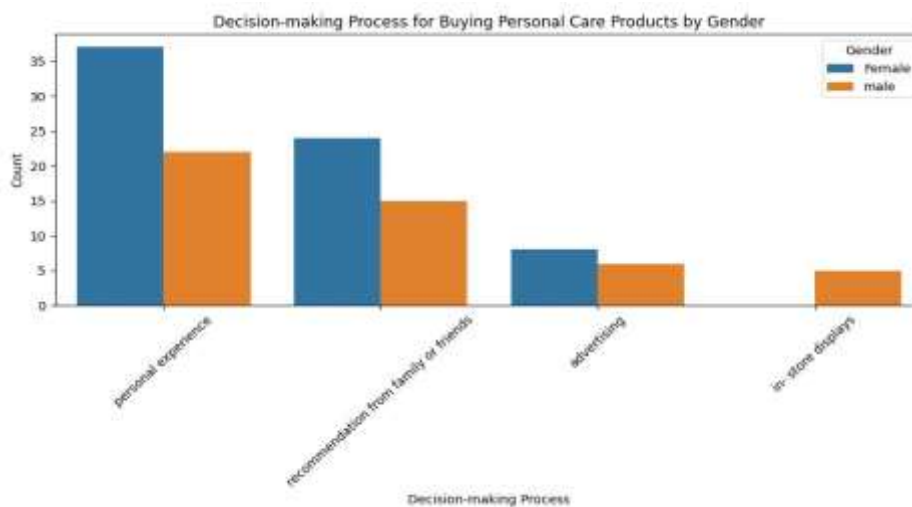 Decision-making Process for Buying Personal Care Products by Gender
Gender
Female
male
35
30
25
20
15
10
5
0
Count
personal experience
recommendation from family or friends
advertising
in- store displays
Decision-making Process